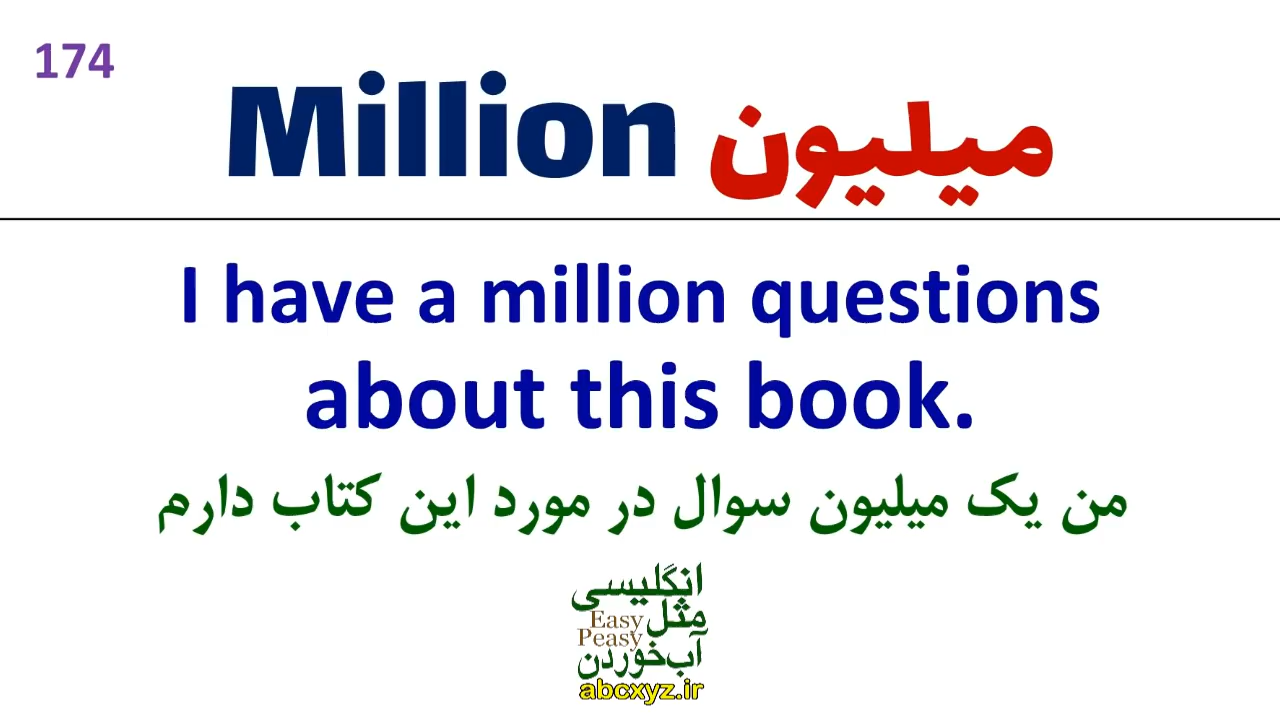 174
Million میلیون
I have a million questions
about this book.
من یک میلیون سوال در مورد این کتاب دارم
انگلیسی
مثل
Easy
Peasy
آب‌خوردن
abcxyz.ir